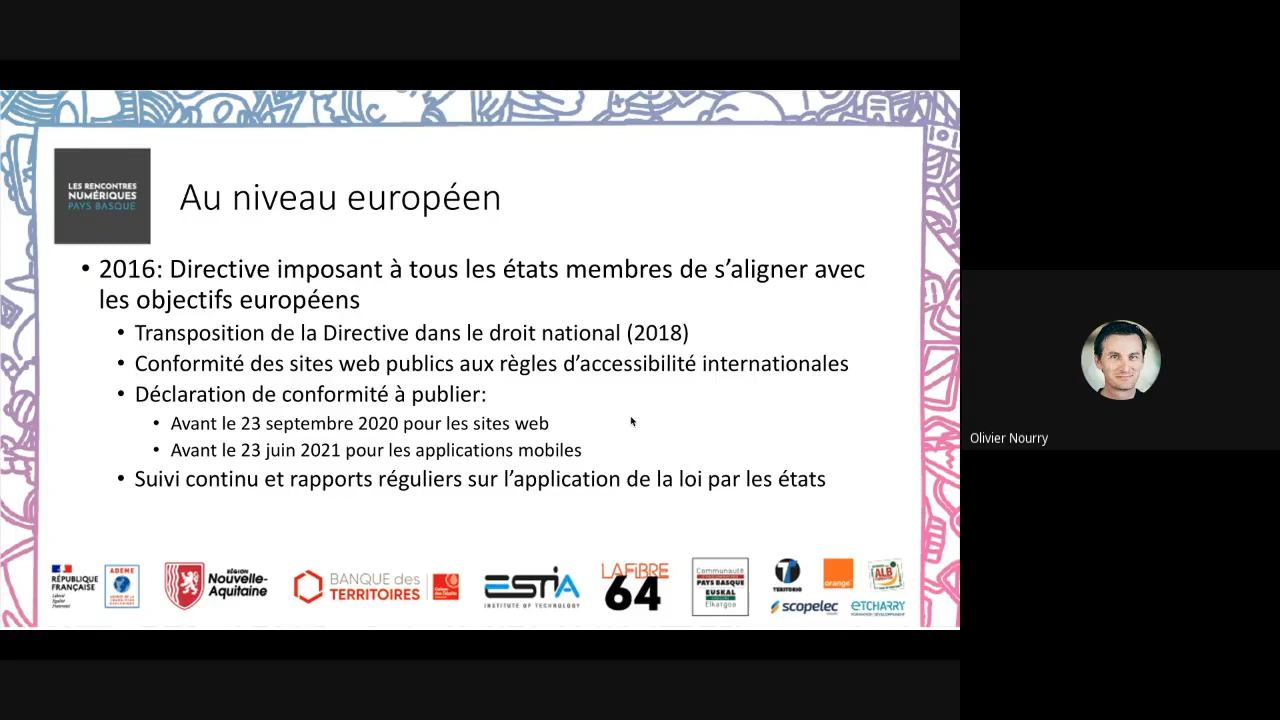 LES RENCONTRES
NUMÉRIQUES
PAYS BASQUE
Au niveau européen
• 2016: Directive imposant à tous les états membres de s’aligner avec
les objectifs européens
• Transposition de la Directive dans le droit national (2018)
• Conformité des sites web publics aux règles d’accessibilité internationales
• Déclaration de conformité à publier:
• Avant le 23 septembre 2020 pour les sites web
• Avant le 23 juin 2021 pour les applications mobiles
• Suivi continu et rapports réguliers sur l’application de la loi par les états
Olivier Nourry
RÉPUBLIQUE
FRANÇAISE
Liberté
Égalité
Fraternité
ADEME
RÉGION
Nouvelle-
Aquitaine
BANQUE des
TERRITOIRES
ESTIA
INSTITUTE OF TECHNOLOGY
LAFIBRE
64
Communauté
PAYS BASQUE
EUSKAL
Elkargoa
TERITORIO
orange
ALB
scopelec
ETCHARRY